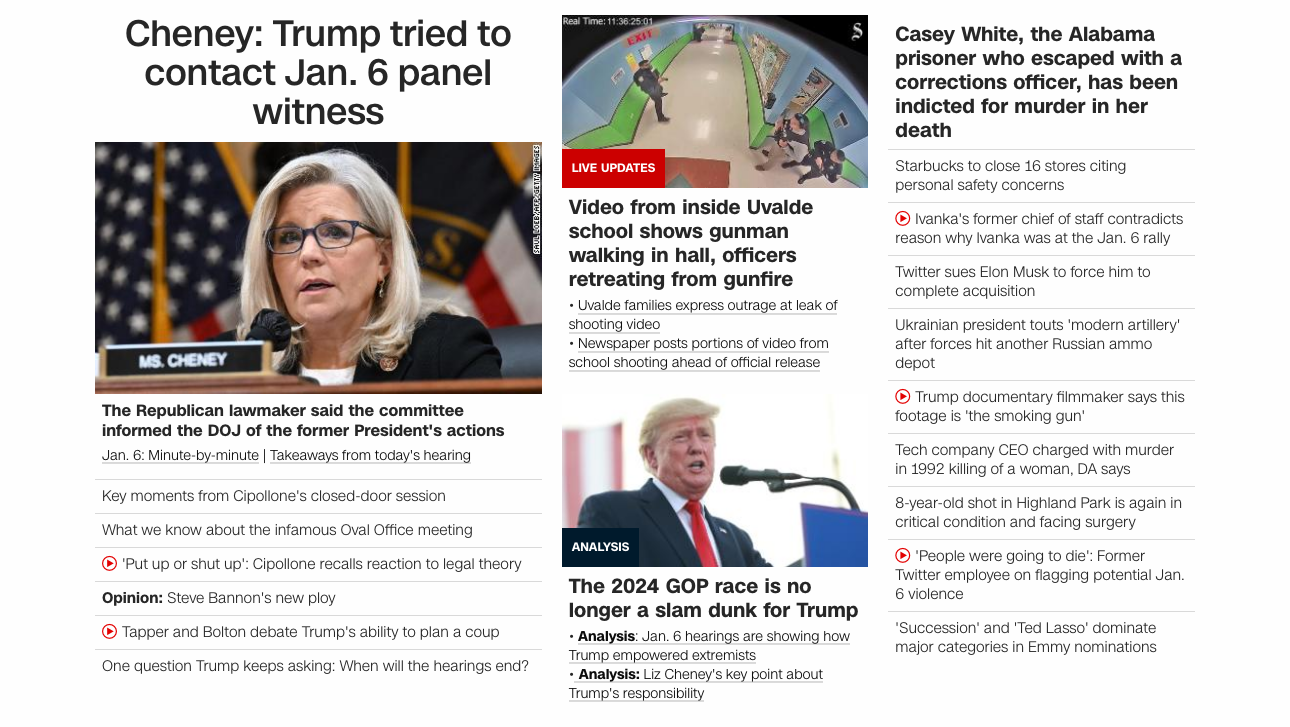 Cheney: Trump tried to
contact Jan. 6 panel
witness
SAUL LOEB/AFP/GETTY IMAGES
MS. CHENEY
The Republican lawmaker said the committee
informed the DOJ of the former President's actions
Jan. 6: Minute-by-minute | Takeaways from today's hearing
Key moments from Cipollone's closed-door session
What we know about the infamous Oval Office meeting
'Put up or shut up': Cipollone recalls reaction to legal theory
Opinion: Steve Bannon's new ploy
Tapper and Bolton debate Trump's ability to plan a coup
One question Trump keeps asking: When will the hearings end?
Real Time: 11:36:25:01
S
EXIT
LIVE UPDATES
Video from inside Uvalde
school shows gunman
walking in hall, officers
retreating from gunfire
• Uvalde families express outrage at leak of
shooting video
• Newspaper posts portions of video from
school shooting ahead of official release
ANALYSIS
The 2024 GOP race is no
longer a slam dunk for Trump
• Analysis: Jan. 6 hearings are showing how
Trump empowered extremists
• Analysis: Liz Cheney's key point about
Trump's responsibility
Casey White, the Alabama
prisoner who escaped with a
corrections officer, has been
indicted for murder in her
death
Starbucks to close 16 stores citing
personal safety concerns
Ivanka's former chief of staff contradicts
reason why Ivanka was at the Jan. 6 rally
Twitter sues Elon Musk to force him to
complete acquisition
Ukrainian president touts 'modern artillery'
after forces hit another Russian ammo
depot
Trump documentary filmmaker says this
footage is 'the smoking gun'
Tech company CEO charged with murder
in 1992 killing of a woman, DA says
8-year-old shot in Highland Park is again in
critical condition and facing surgery
'People were going to die': Former
Twitter employee on flagging potential Jan.
6 violence
'Succession' and 'Ted Lasso' dominate
major categories in Emmy nominations